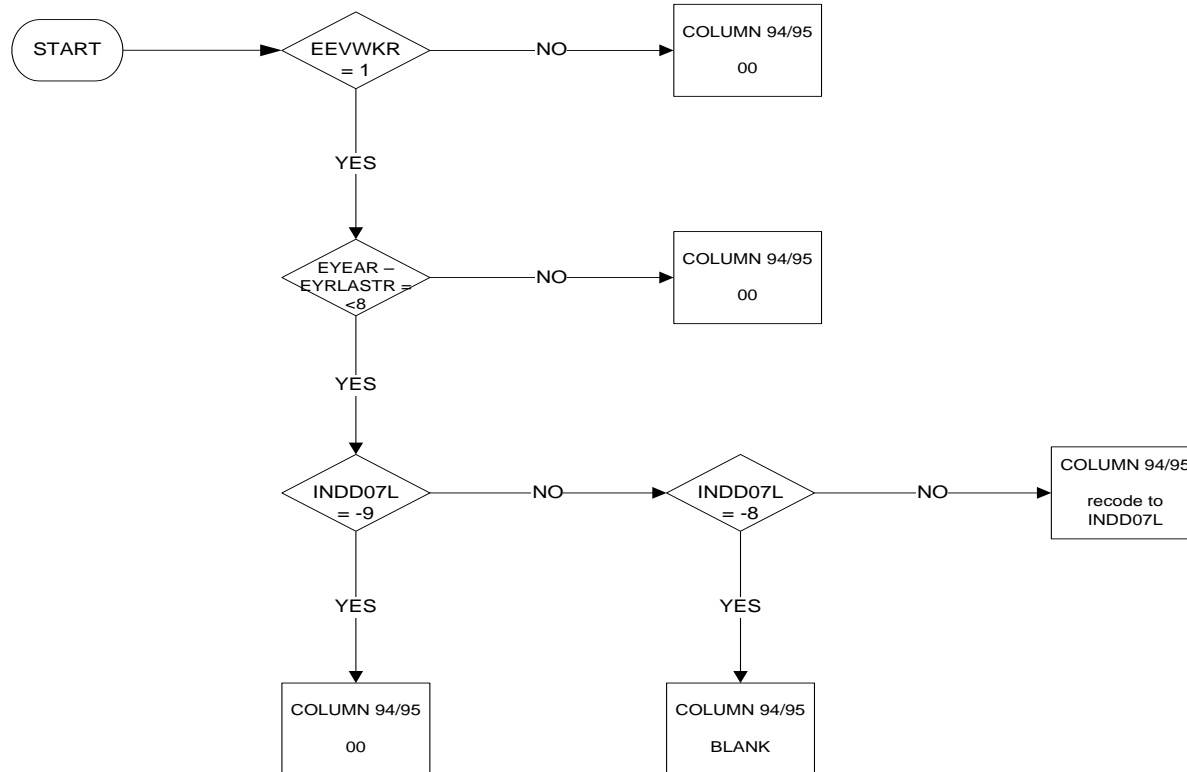 START
EEVWKR
= 1
NO
COLUMN 94/95
00
YES
EYEAR –
EYRLASTR =
<8
NO
COLUMN 94/95
00
YES
INDD07L
= -9
NO
INDD07L
= -8
NO
COLUMN 94/95
recode to
INDD07L
YES
YES
COLUMN 94/95
00
COLUMN 94/95
BLANK